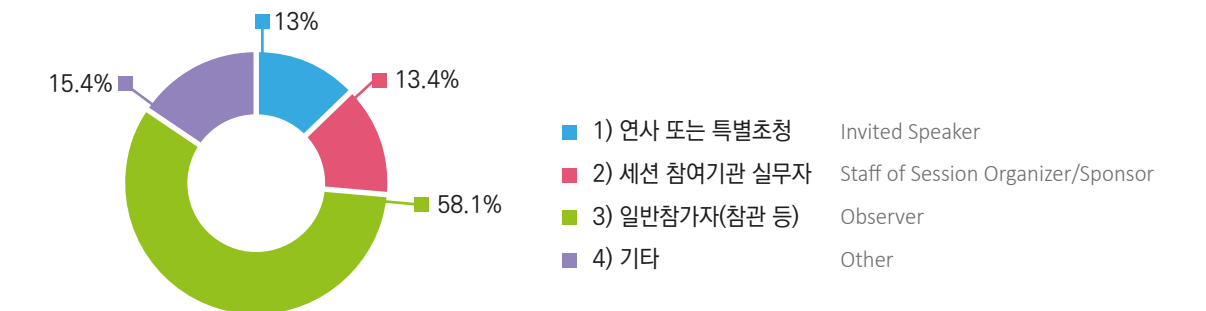 13%
13.4%
15.4%
58.1%
1) 연사 또는 특별초청 Invited Speaker
2) 세션 참여기관 실무자 Staff of Session Organizer/Sponsor
3) 일반참가자(참관 등) Observer
4) 기타 Other